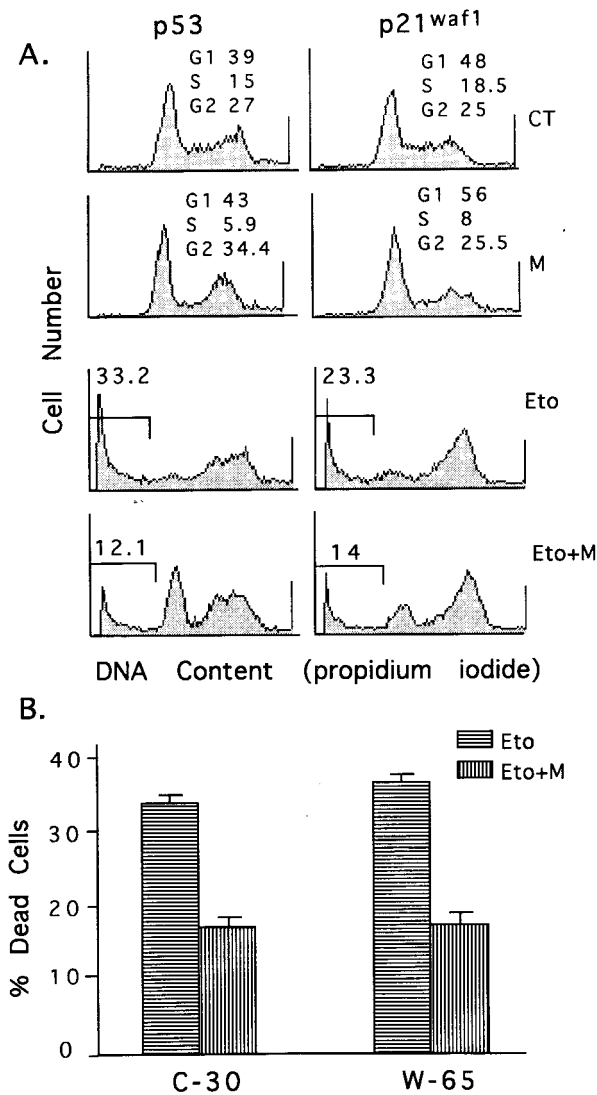 A.
p53 p21waf1
G1 39
S 15
G2 27
G1 48
S 18.5
G2 25
CT
G1 43
S 5.9
G2 34.4
G1 56
S 8
G2 25.5
M
Cell Number
33.2
23.3
Eto
12.1
14
Eto+M
DNA Content (propidium iodide)
B.
Eto
Eto+M
% Dead Cells
40
30
20
10
0
C-30 W-65